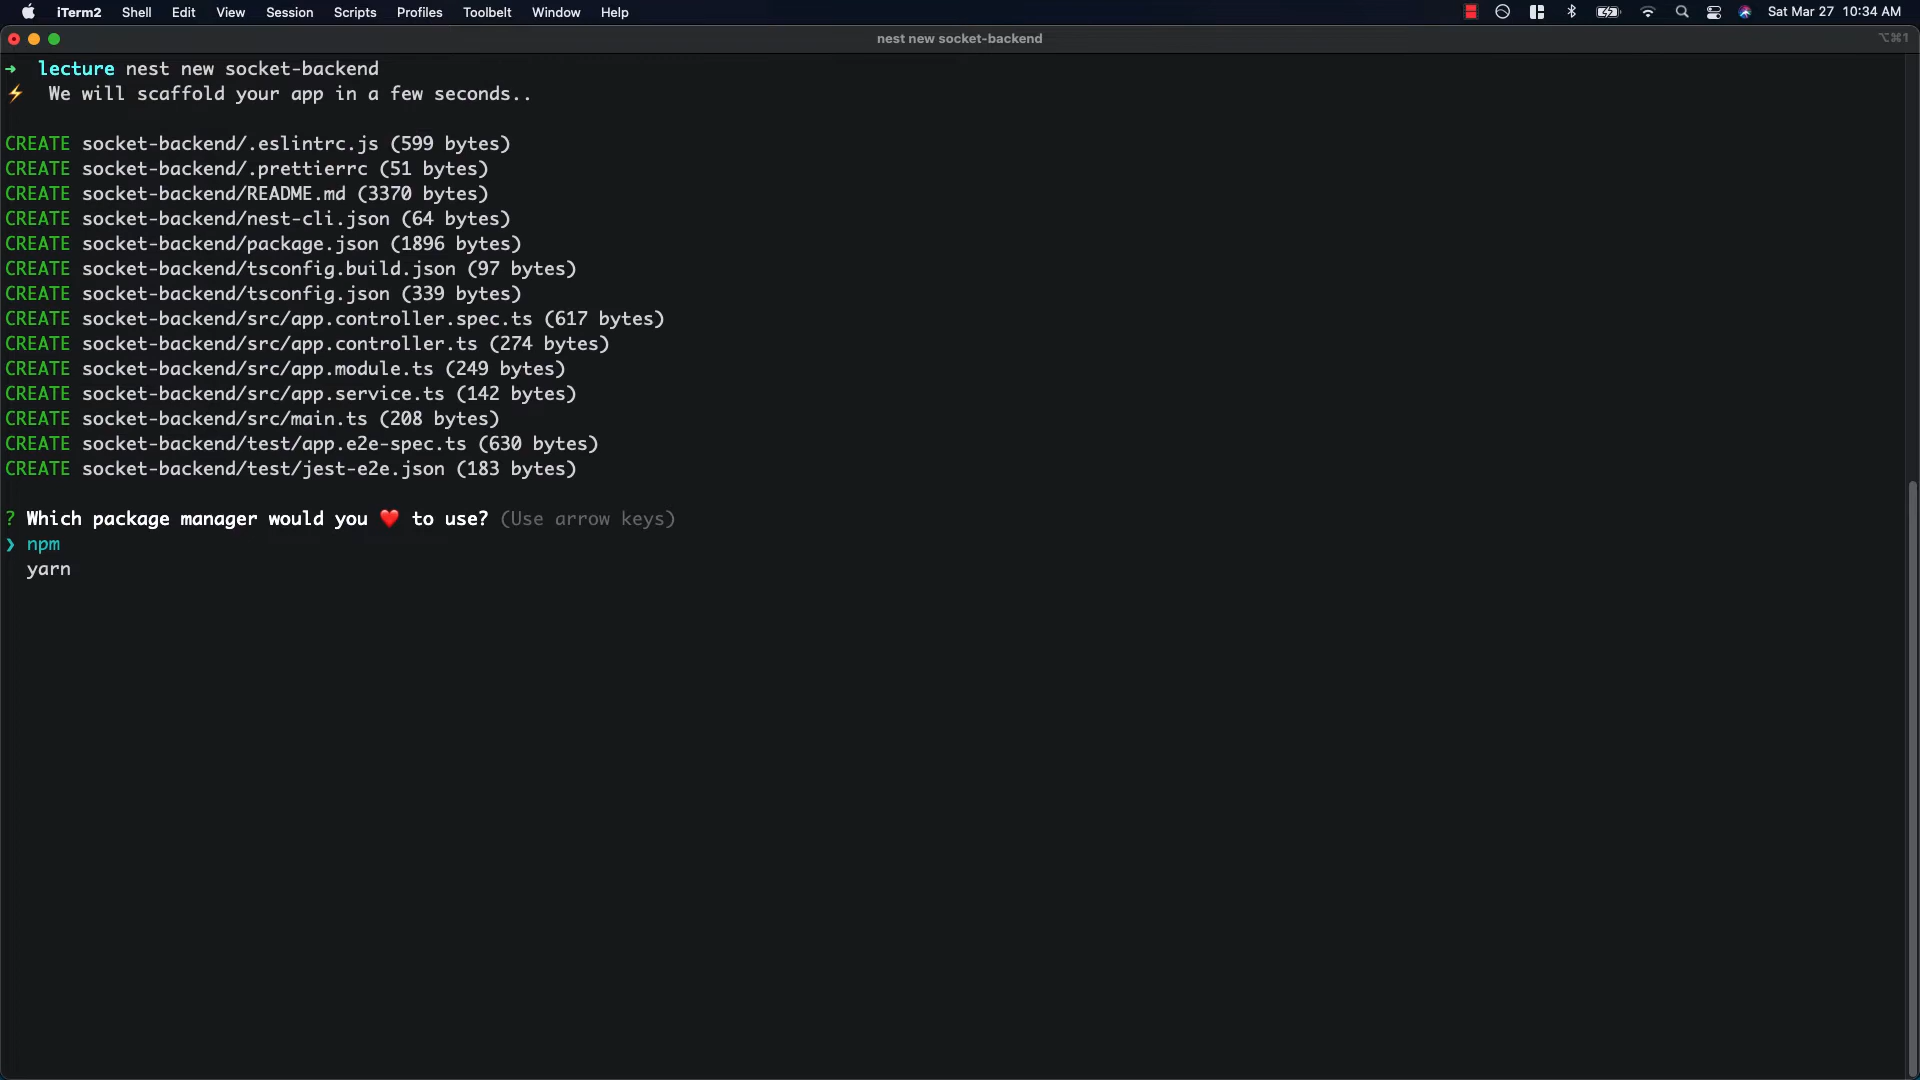 iTerm2 Shell Edit View Session Scripts Profiles Toolbelt Window Help Sat Mar 27 10:34 AM
nest new socket-backend ⌥⌘1
➜ lecture nest new socket-backend
⚡ We will scaffold your app in a few seconds..
CREATE socket-backend/.eslintrc.js (599 bytes)
CREATE socket-backend/.prettierrc (51 bytes)
CREATE socket-backend/README.md (3370 bytes)
CREATE socket-backend/nest-cli.json (64 bytes)
CREATE socket-backend/package.json (1896 bytes)
CREATE socket-backend/tsconfig.build.json (97 bytes)
CREATE socket-backend/tsconfig.json (339 bytes)
CREATE socket-backend/src/app.controller.spec.ts (617 bytes)
CREATE socket-backend/src/app.controller.ts (274 bytes)
CREATE socket-backend/src/app.module.ts (249 bytes)
CREATE socket-backend/src/app.service.ts (142 bytes)
CREATE socket-backend/src/main.ts (208 bytes)
CREATE socket-backend/test/app.e2e-spec.ts (630 bytes)
CREATE socket-backend/test/jest-e2e.json (183 bytes)
? Which package manager would you ❤️ to use? (Use arrow keys)
❯ npm
yarn